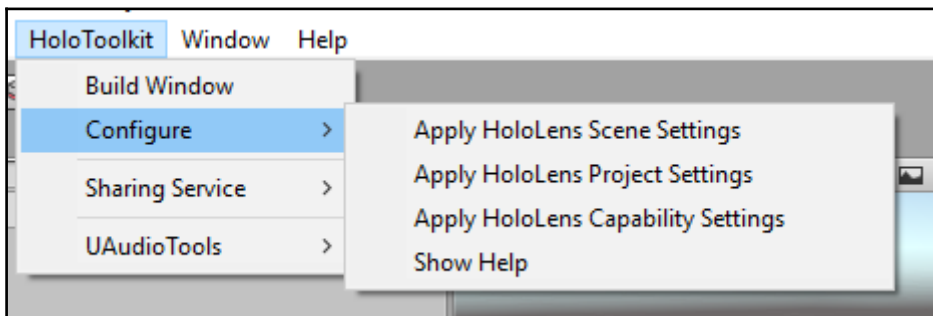 HoloToolkit Window Help
Build Window
Configure
Apply HoloLens Scene Settings
Apply HoloLens Project Settings
Apply HoloLens Capability Settings
Show Help
Sharing Service
UAudioTools